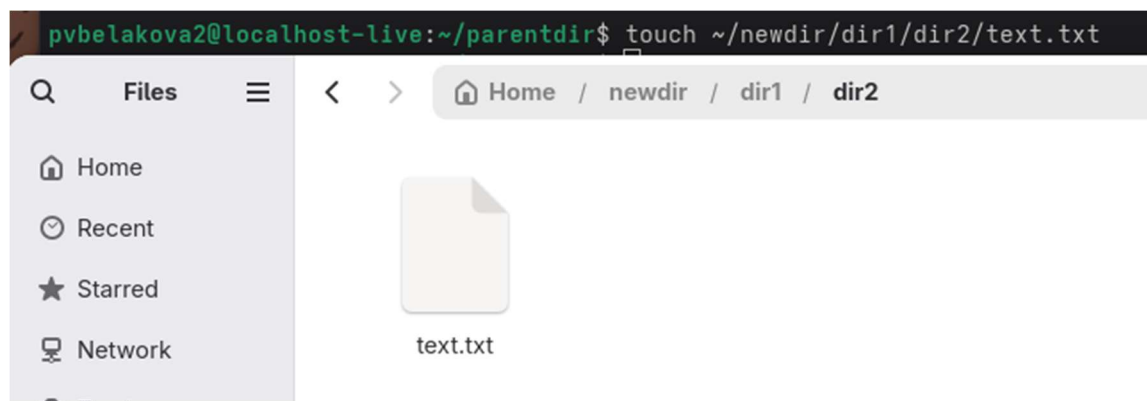 pvbelakova2@localhost-live:~/parentdir$ touch ~/newdir/dir1/dir2/text.txt
Files
Home / newdir / dir1 / dir2
Home
Recent
Starred
Network
text.txt